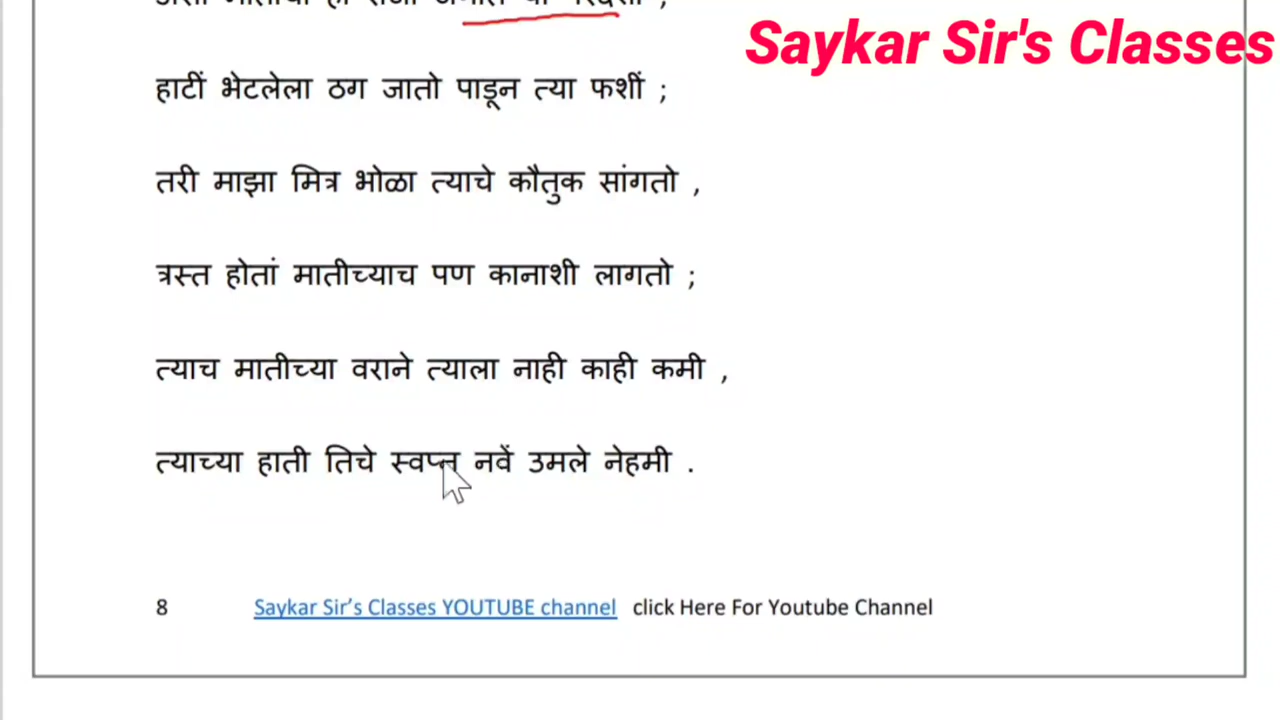 Saykar Sir's Classes
हाटीं भेटलेला ठग जातो पाडून त्या फशीं ;
तरी माझा मित्र भोळा त्याचे कौतुक सांगतो ,
त्रस्त होतां मातीच्याच पण कानाशी लागतो ;
त्याच मातीच्या वराने त्याला नाही काही कमी ,
त्याच्या हाती तिचे स्वप्न नवें उमले नेहमी .
8 Saykar Sir’s Classes YOUTUBE channel click Here For Youtube Channel